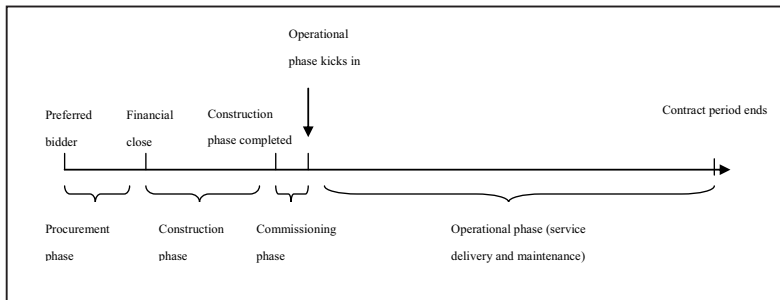 Operational
phase kicks in
Preferred
bidder
Financial
close
Construction
phase completed
Contract period ends
Procurement
phase
Construction
phase
Commissioning
phase
Operational phase (service
delivery and maintenance)